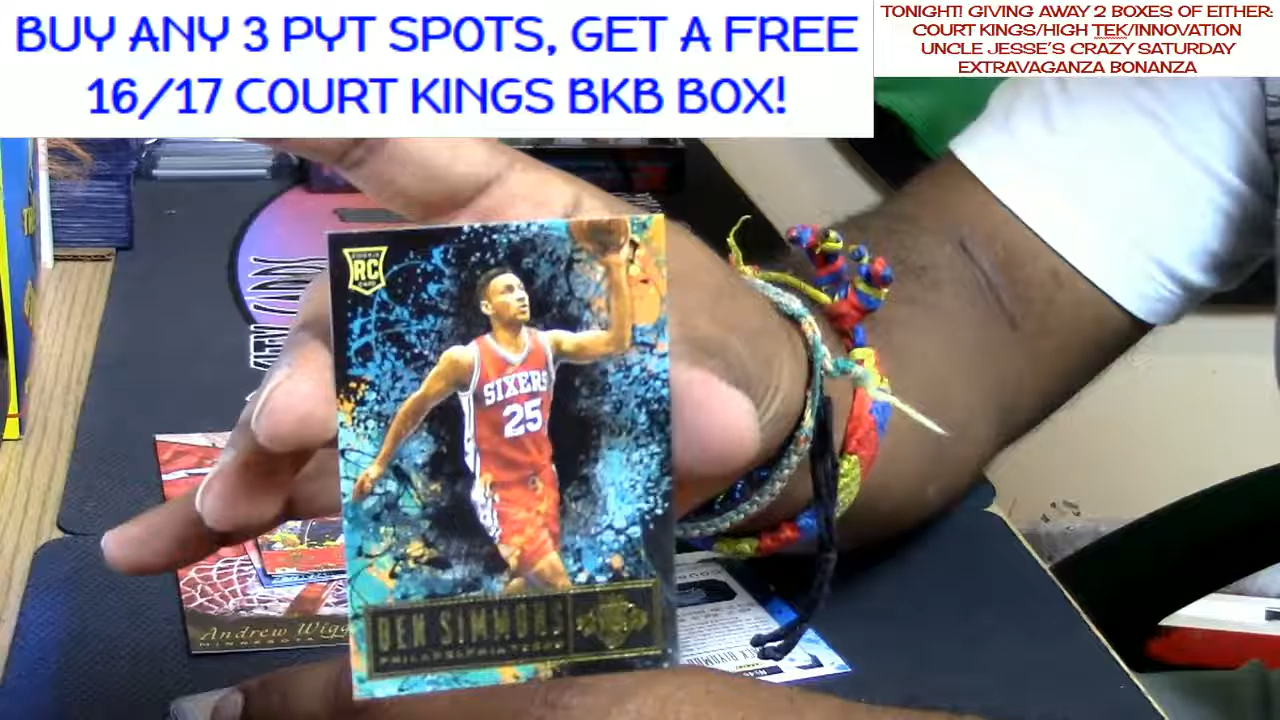 BUY ANY 3 PYT SPOTS, GET A FREE
16/17 COURT KINGS BKB BOX!
TONIGHT! GIVING AWAY 2 BOXES OF EITHER:
COURT KINGS/HIGH TEK/INNOVATION
UNCLE JESSE'S CRAZY SATURDAY
EXTRAVAGANZA BONANZA
RC
SIXERS
25
BEN SIMMONS
PHILADELPHIA 76ERS
Andrew Wigg
MINNESOTA